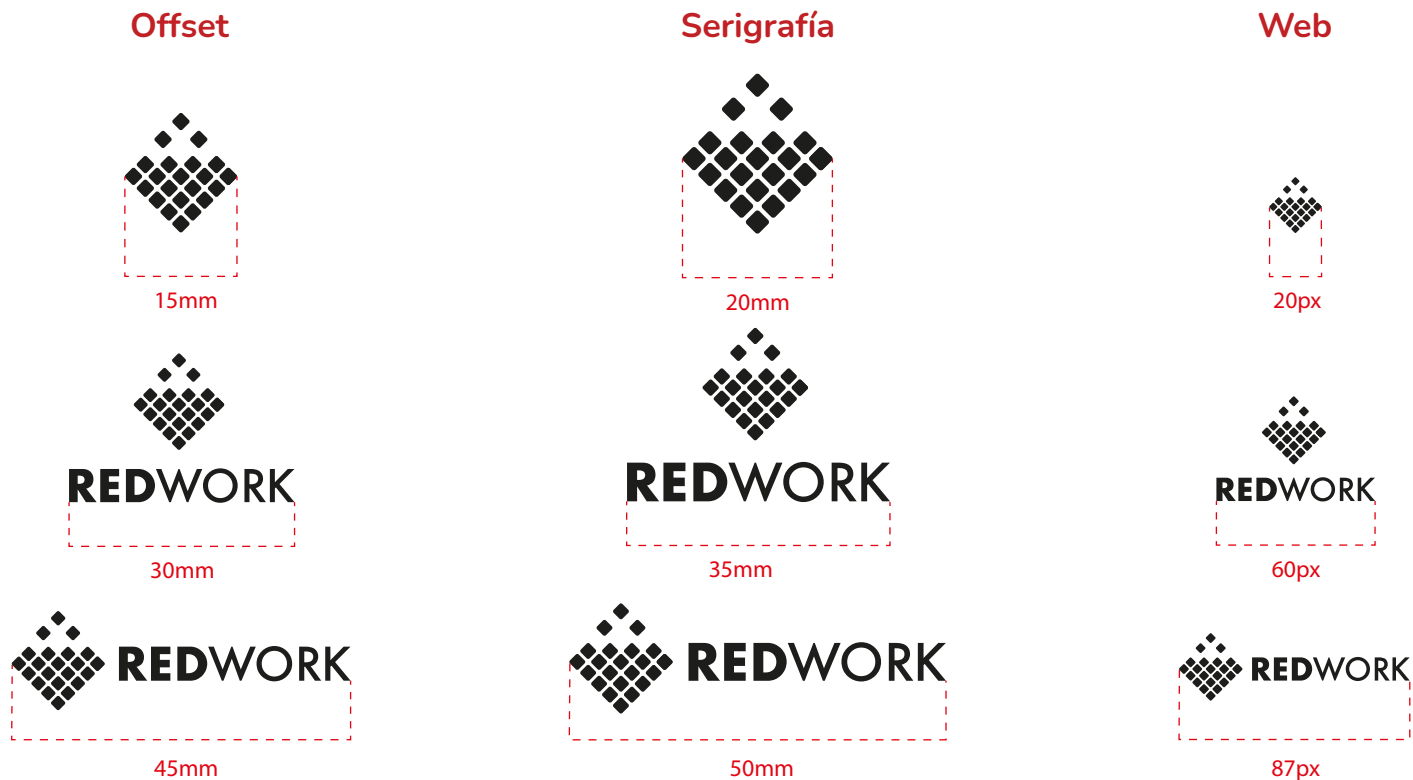 Offset
Serigrafía
Web
15mm
20mm
20px
REDWORK
REDWORK
REDWORK
30mm
35mm
60px
REDWORK
REDWORK
REDWORK
45mm
50mm
87px